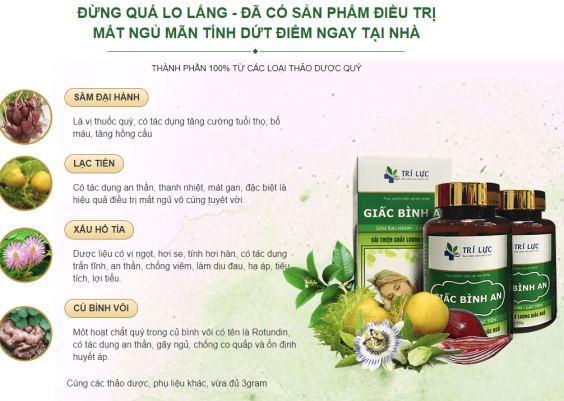 ĐỪNG QUÁ LO LẮNG - ĐÃ CÓ SẢN PHẨM ĐIỀU TRỊ
MẤT NGỦ MÃN TÍNH DỨT ĐIỂM NGAY TẠI NHÀ
THÀNH PHẦN 100% TỪ CÁC LOẠI THẢO DƯỢC QUÝ
SÂM ĐẠI HÀNH
Là vị thuốc quý, có tác dụng tăng cường tuổi thọ, bổ
máu, tăng hồng cầu
LẠC TIÊN
Có tác dụng an thần, thanh nhiệt, mát gan, đặc biệt là
hiệu quả điều trị mất ngủ vô cùng tuyệt vời.
XẤU HỔ TÍA
Dược liệu có vị ngọt, hơi se, tính hơi hàn, có tác dụng
trấn tĩnh, an thần, chống viêm, làm dịu đau, hạ áp, tiêu
tích, lợi tiểu.
CỦ BÌNH VÔI
Một hoạt chất quý trong củ bình vôi có tên là Rotundin,
có tác dụng an thần, gây ngủ, chống co quắp và ổn định
huyết áp.
Cùng các thảo dược, phụ liệu khác, vừa đủ 3gram
TRÍ LỰC
GIẤC BÌNH A
SÂM ĐẠI HÀNH
CẢI THIỆN CHẤT LƯỢNG
TRÍ LỰC
GIẤC BÌNH AN
TRÍ LỰC
BÌNH AN
LẠC TIÊN
LƯỢNG GIẤC NGỦ